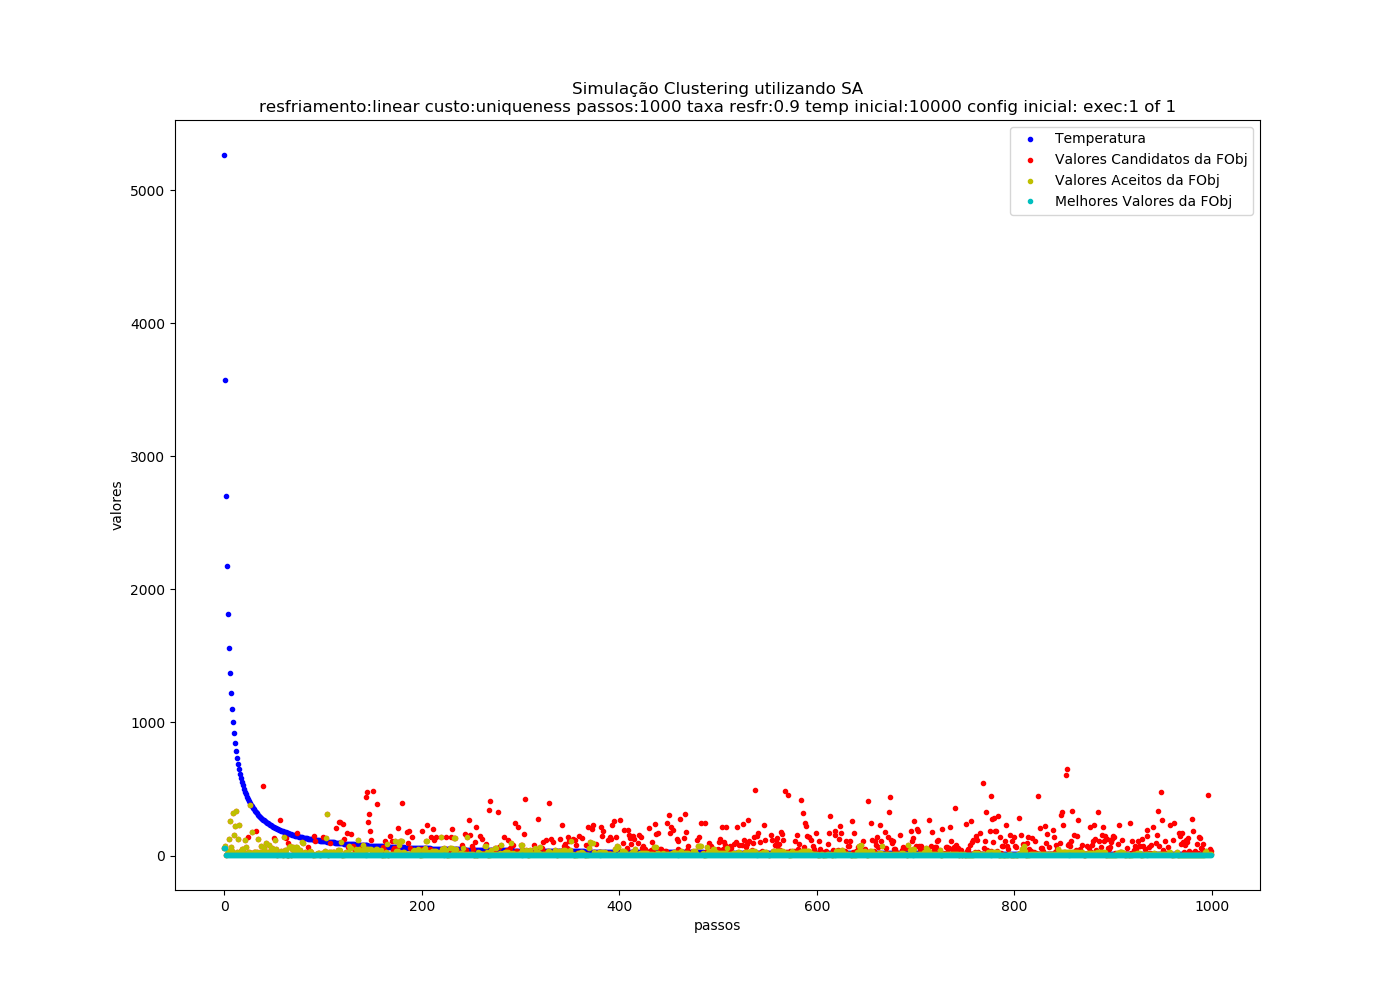 Simulação Clustering utilizando SA
resfriamento:linear custo:uniqueness passos:1000 taxa resfr:0.9 temp inicial:10000 config inicial: exec:1 of 1
Temperatura
Valores Candidatos da FObj
Valores Aceitos da FObj
Melhores Valores da FObj
5000
4000
3000
2000
1000
0
valores
0 200 400 600 800 1000
passos